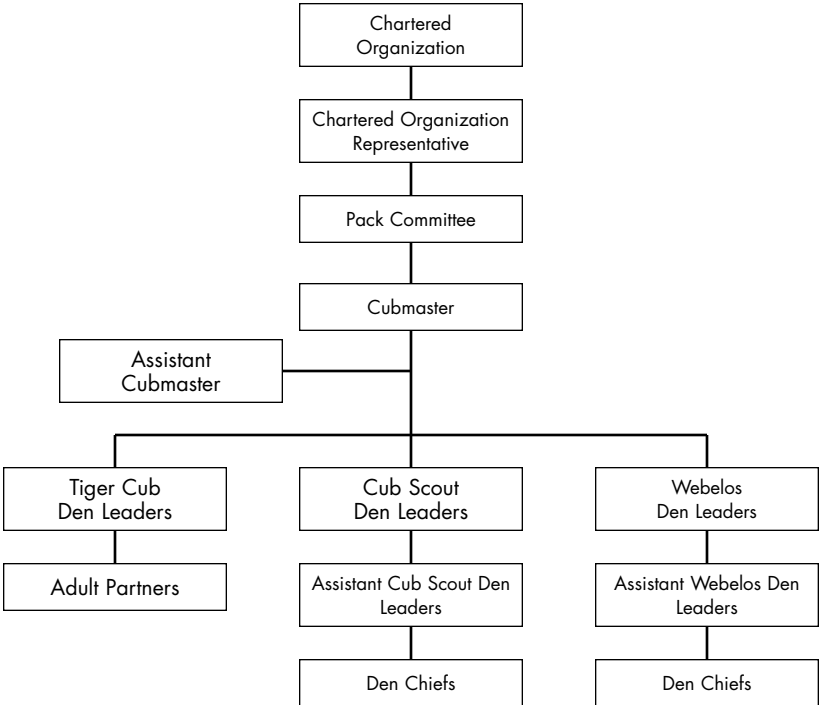 Chartered
Organization
Chartered Organization
Representative
Pack Committee
Cubmaster
Assistant
Cubmaster
Tiger Cub
Den Leaders
Cub Scout
Den Leaders
Webelos
Den Leaders
Adult Partners
Assistant Cub Scout Den
Leaders
Assistant Webelos Den
Leaders
Den Chiefs
Den Chiefs